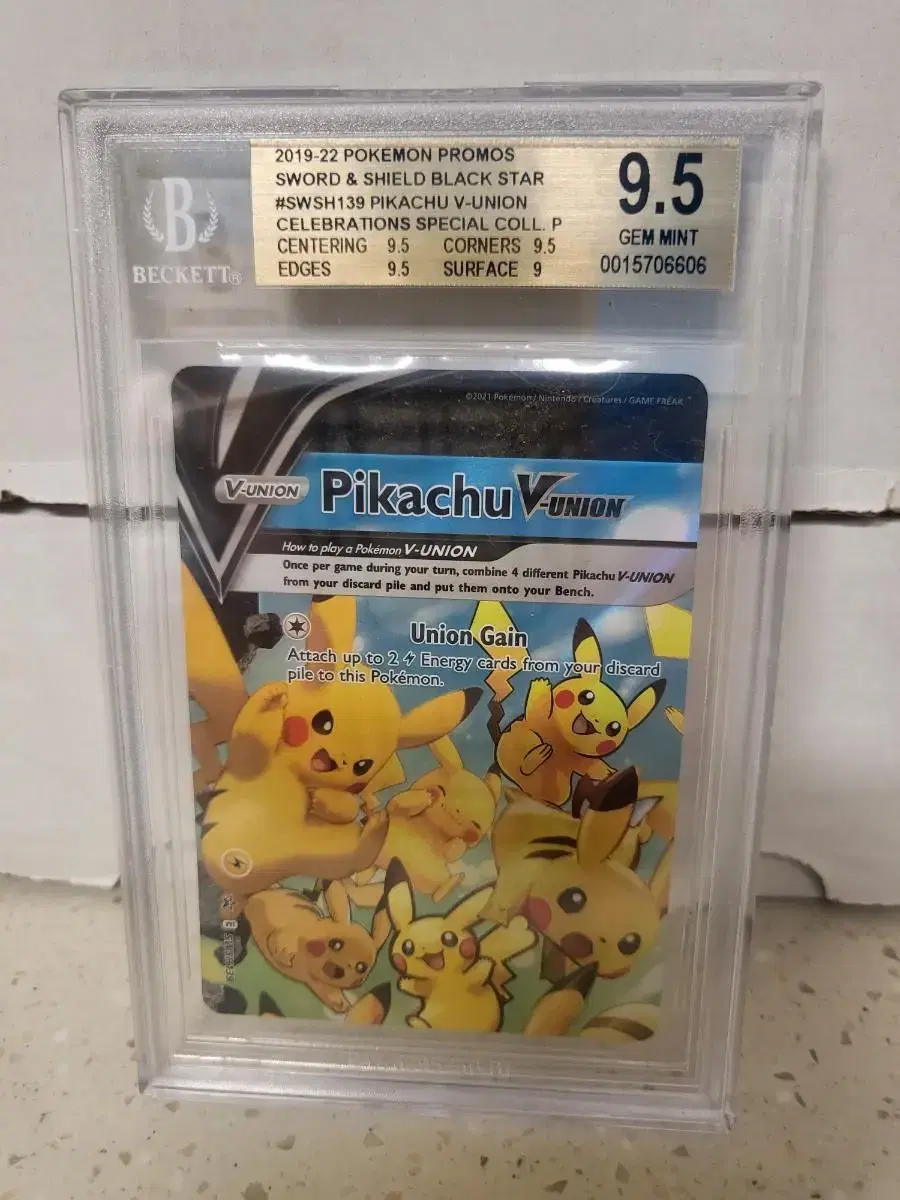 2019-22 POKEMON PROMOS
SWORD & SHIELD BLACK STAR
#SWSH139 PIKACHU V-UNION
CELEBRATIONS SPECIAL COLL. P
CENTERING 9.5 CORNERS 9.5
EDGES 9.5 SURFACE 9
9.5
GEM MINT
0015706606
B
BECKETT®
©2021 Pokémon / Nintendo / Creatures / GAME FREAK
V-UNION
Pikachu V-UNION
How to play a Pokémon V-UNION
Once per game during your turn, combine 4 different Pikachu V-UNION
from your discard pile and put them onto your Bench.
Union Gain
Attach up to 2 Energy cards from your discard
pile to this Pokémon.